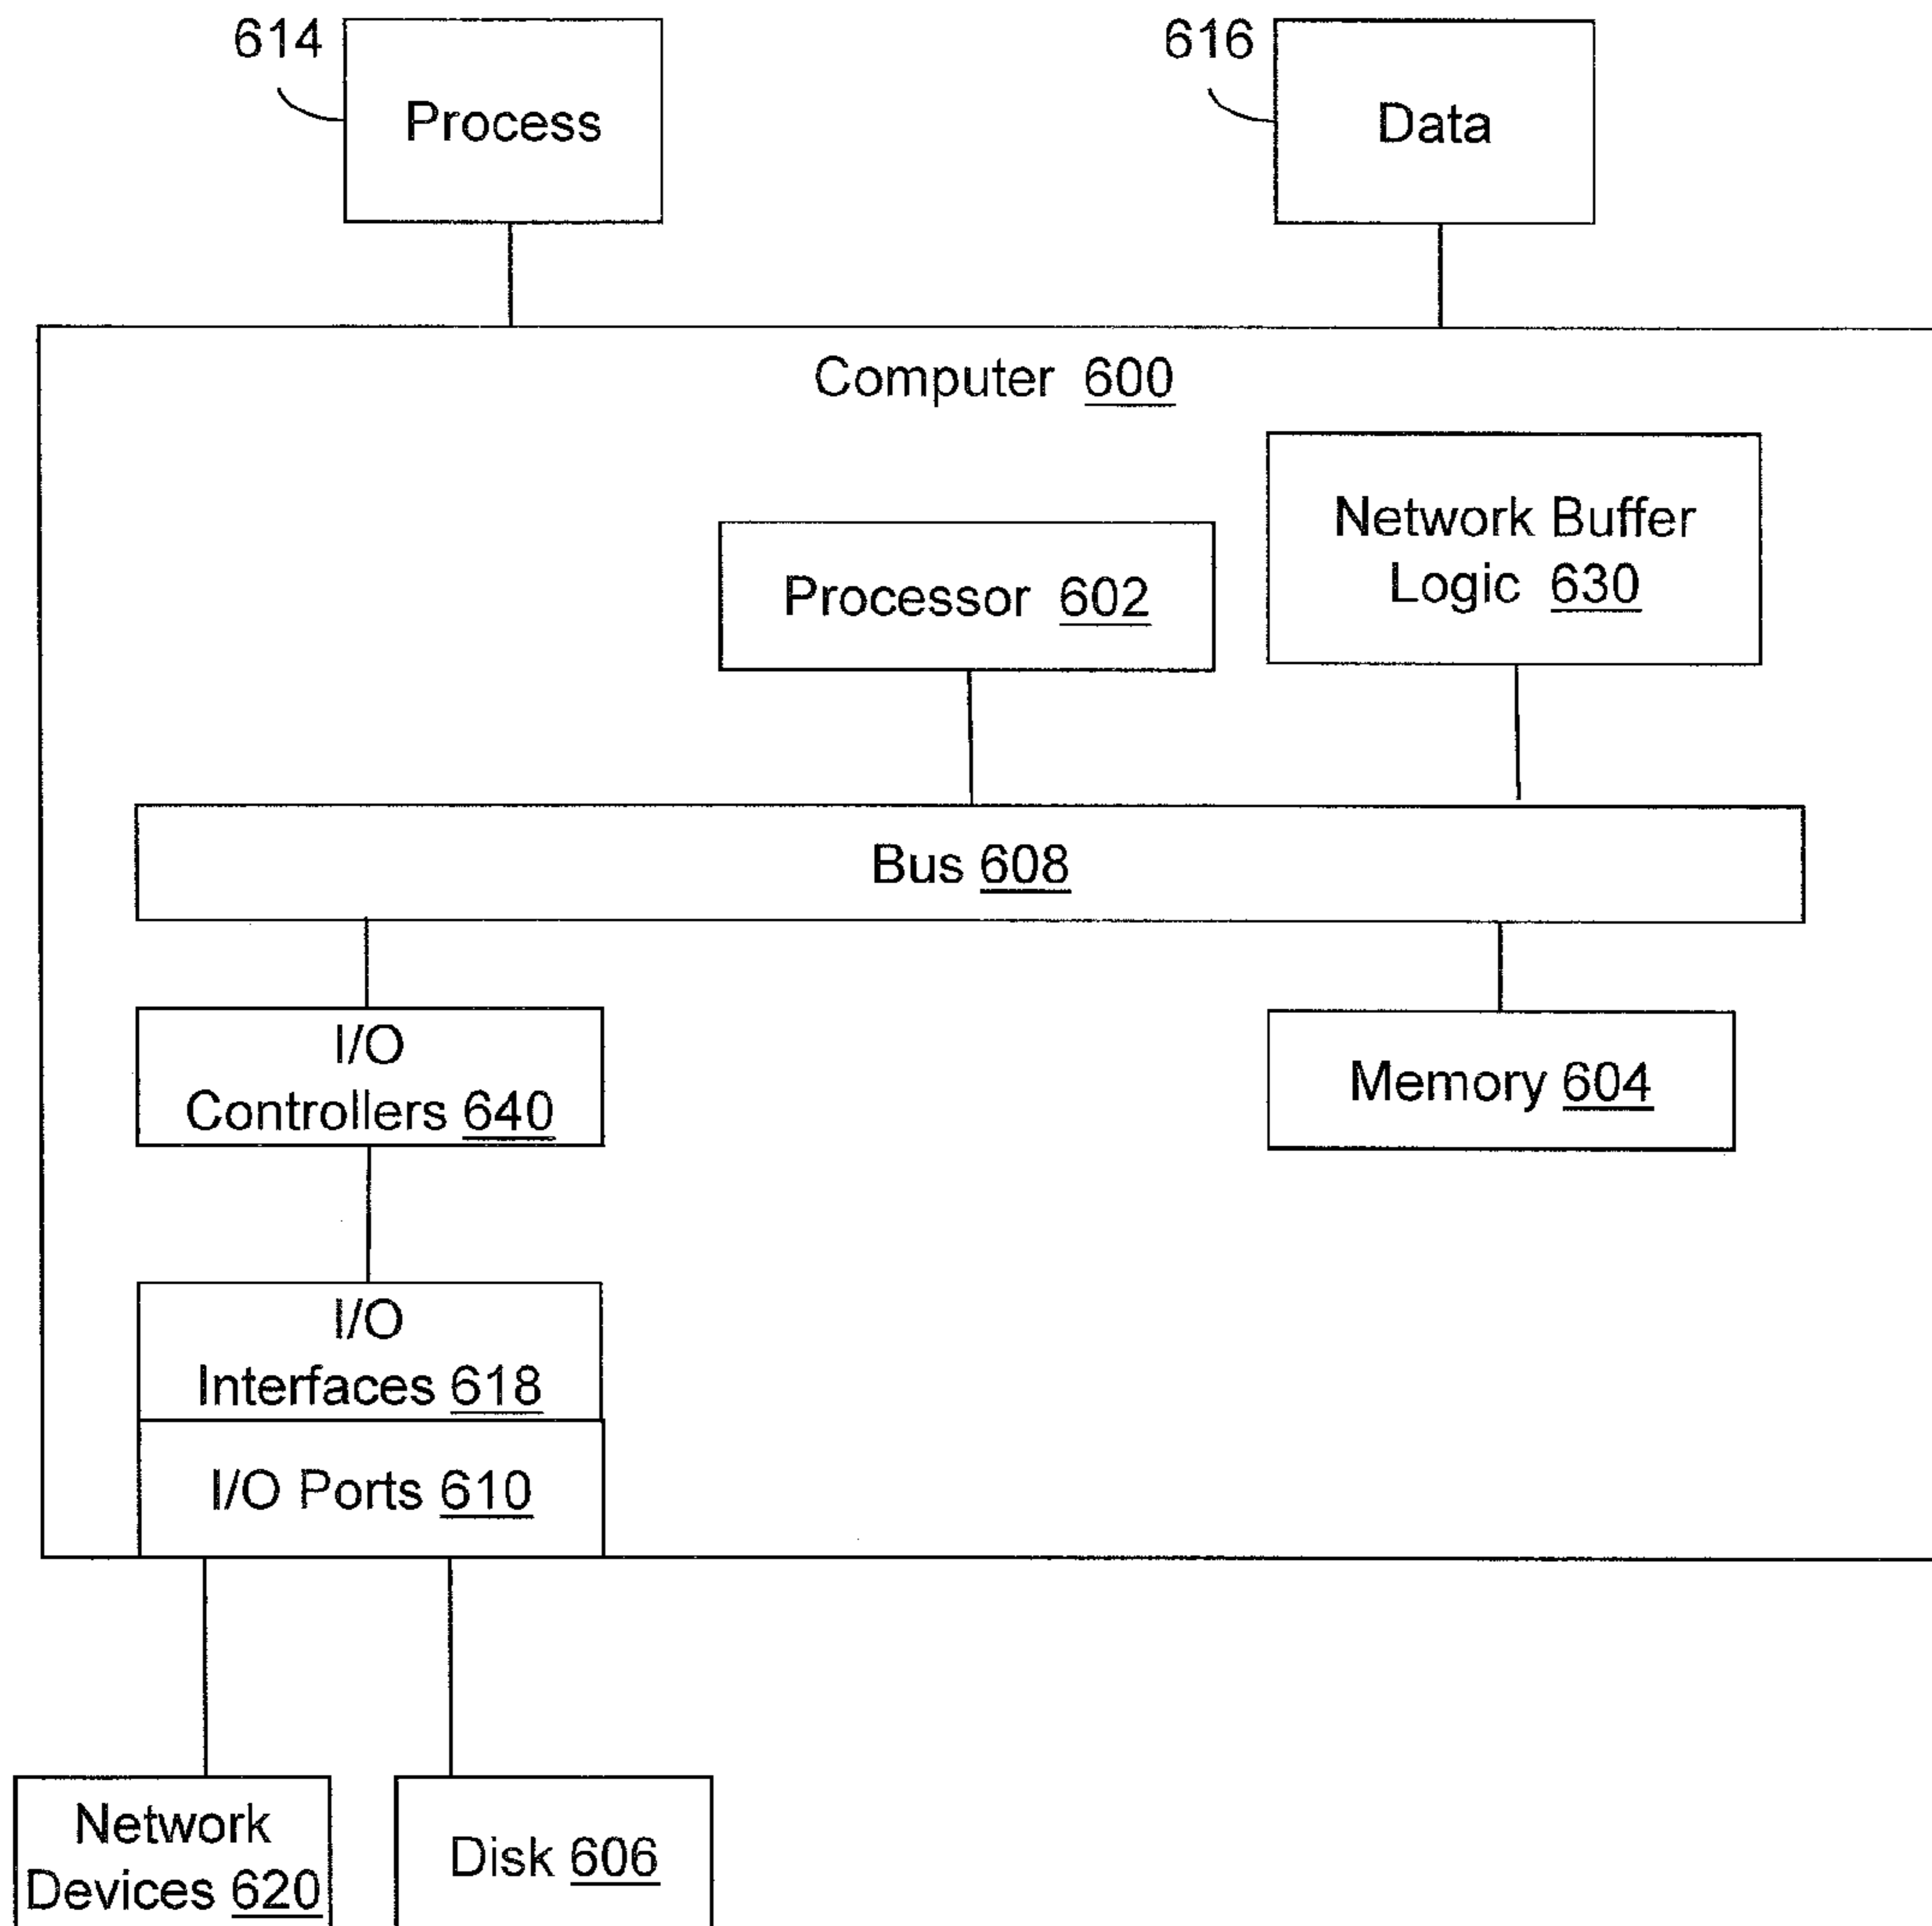 614
Process
616
Data
Computer 600
Network Buffer
Logic 630
Processor 602
Bus 608
I/O
Controllers 640
Memory 604
I/O
Interfaces 618
I/O Ports 610
Network
Devices 620
Disk 606